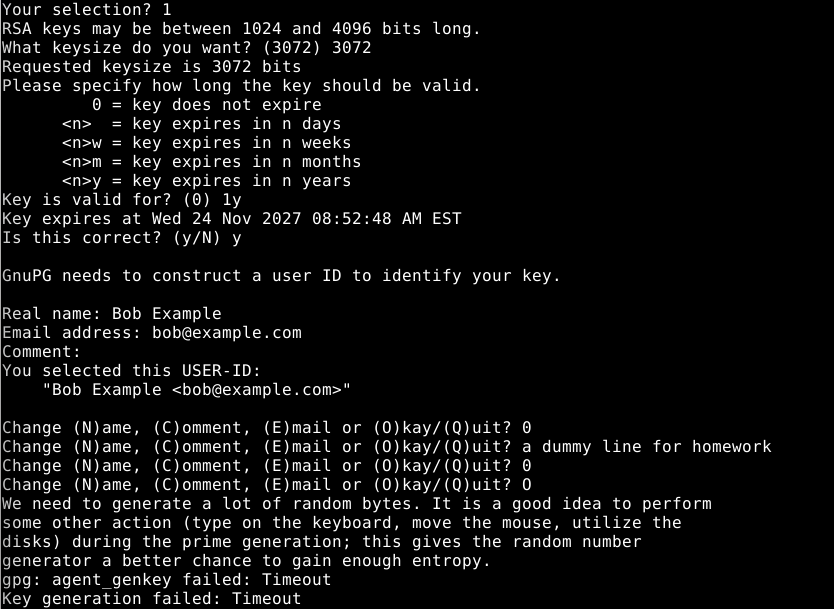 Your selection? 1
RSA keys may be between 1024 and 4096 bits long.
What keysize do you want? (3072) 3072
Requested keysize is 3072 bits
Please specify how long the key should be valid.
         0 = key does not expire
      <n>  = key expires in n days
      <n>w = key expires in n weeks
      <n>m = key expires in n months
      <n>y = key expires in n years
Key is valid for? (0) 1y
Key expires at Wed 24 Nov 2027 08:52:48 AM EST
Is this correct? (y/N) y

GnuPG needs to construct a user ID to identify your key.

Real name: Bob Example
Email address: bob@example.com
Comment:
You selected this USER-ID:
    "Bob Example <bob@example.com>"

Change (N)ame, (C)omment, (E)mail or (O)kay/(Q)uit? 0
Change (N)ame, (C)omment, (E)mail or (O)kay/(Q)uit? a dummy line for homework
Change (N)ame, (C)omment, (E)mail or (O)kay/(Q)uit? 0
Change (N)ame, (C)omment, (E)mail or (O)kay/(Q)uit? O
We need to generate a lot of random bytes. It is a good idea to perform
some other action (type on the keyboard, move the mouse, utilize the
disks) during the prime generation; this gives the random number
generator a better chance to gain enough entropy.
gpg: agent_genkey failed: Timeout
Key generation failed: Timeout